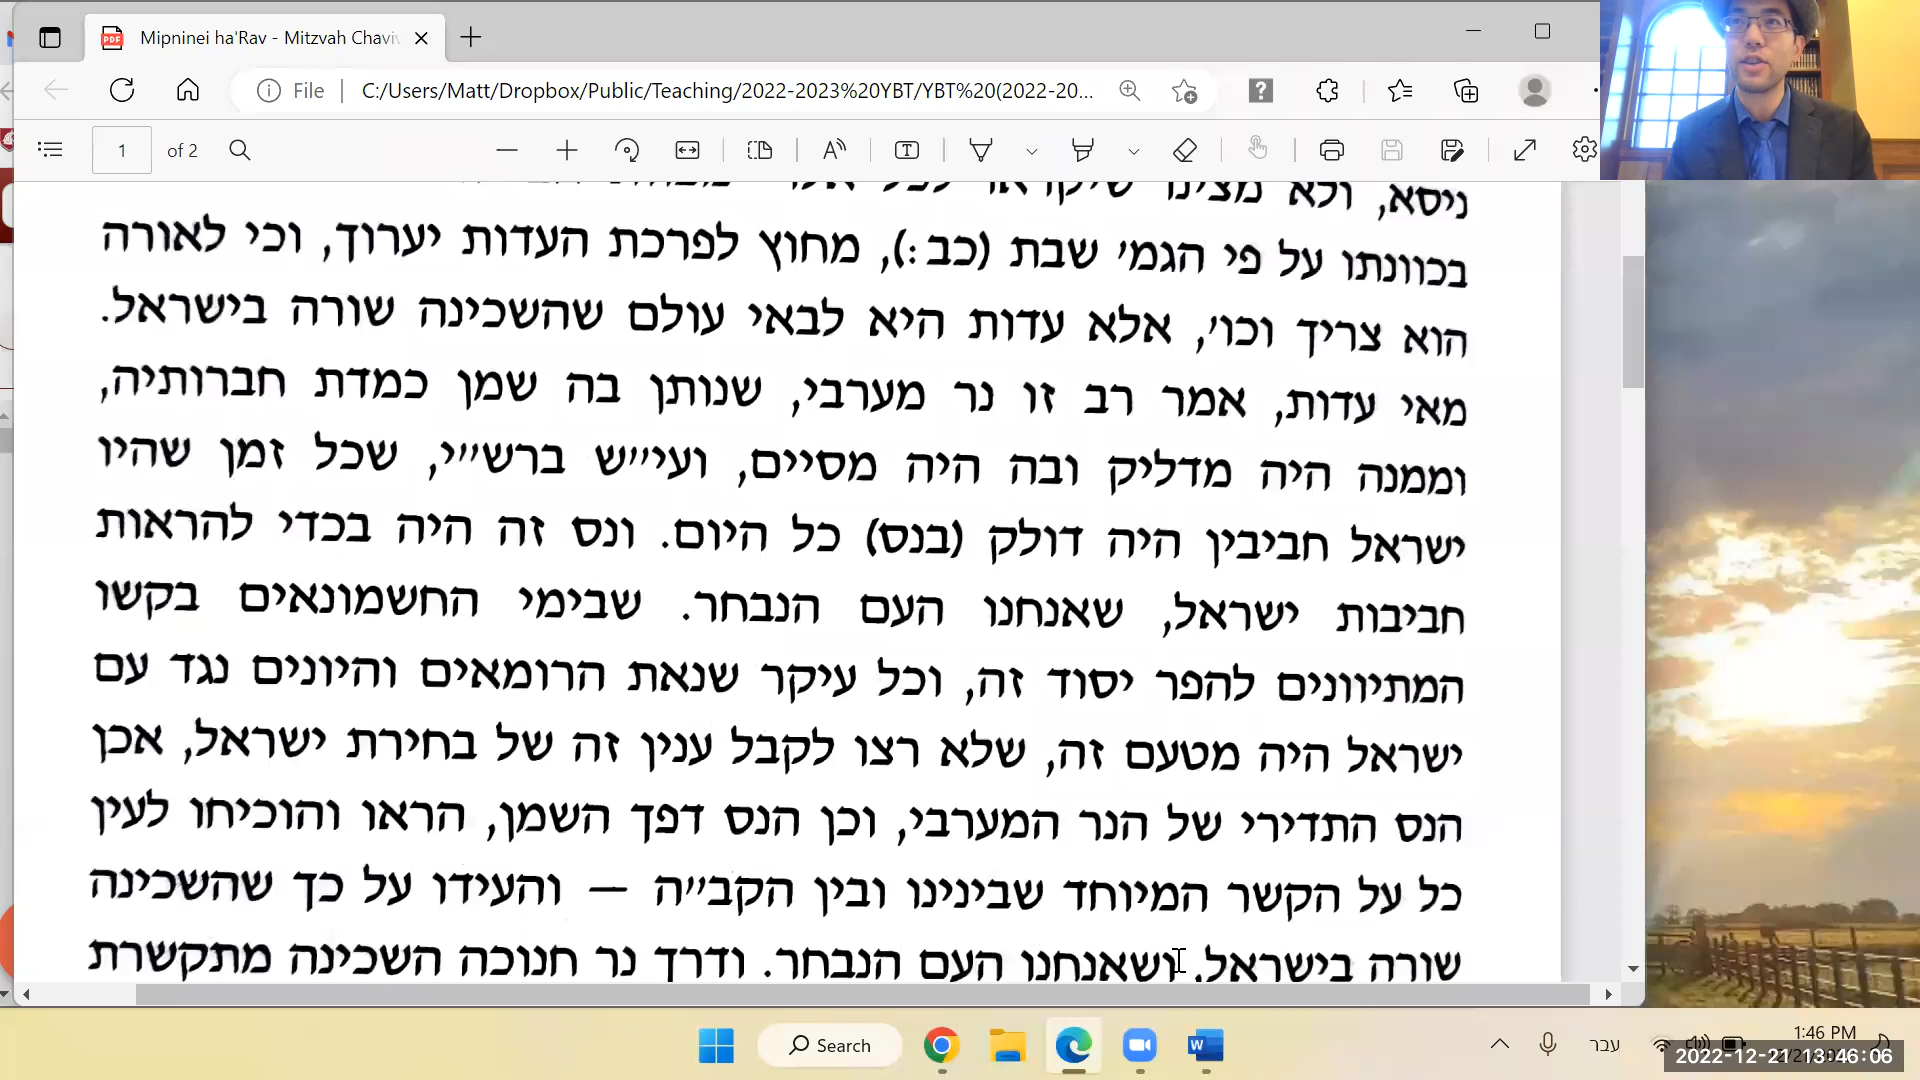 Mipninei ha'Rav - Mitzvah Chaviv
File
C:/Users/Matt/Dropbox/Public/Teaching/2022-2023%20YBT/YBT%20(2022-20...
1 of 2
ניסא, ולא מצינו שיקראו לכל אלו
בכוונתו על פי הגמ׳ שבת (כב:), מחוץ לפרכת העדות יערוך, וכי לאורה
הוא צריך וכו׳, אלא עדות היא לבאי עולם שהשכינה שורה בישראל.
מאי עדות, אמר רב זו נר מערבי, שנותן בה שמן כמדת חברותיה,
וממנה היה מדליק ובה היה מסיים, ועי״ש ברש״י, שכל זמן שהיו
ישראל חביבין היה דולק (בנס) כל היום. ונס זה היה בכדי להראות
חביבות ישראל, שאנחנו העם הנבחר. שבימי החשמונאים בקשו
המתיוונים להפר יסוד זה, וכל עיקר שנאת הרומאים והיונים נגד עם
ישראל היה מטעם זה, שלא רצו לקבל ענין זה של בחירת ישראל, אכן
הנס התדירי של הנר המערבי, וכן הנס דפך השמן, הראו והוכיחו לעין
כל על הקשר המיוחד שבינינו ובין הקב״ה — והעידו על כך שהשכינה
שורה בישראל, ושאנחנו העם הנבחר. ודרך נר חנוכה השכינה מתקשרת
Search
עבר
1:46 PM
2022-12-21 13:46:06